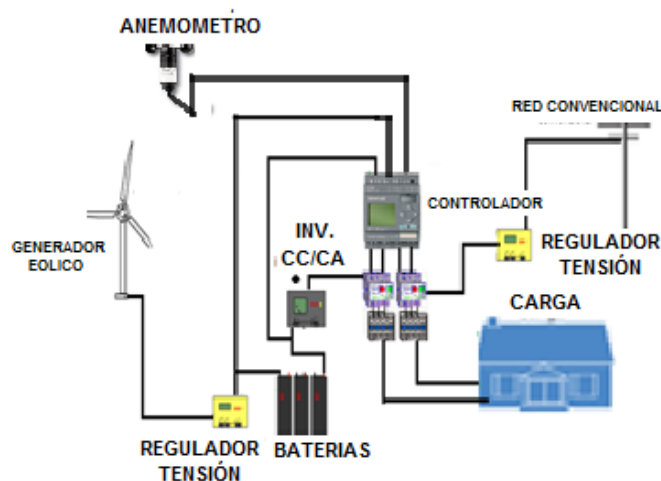 ANEMOMETRO
RED CONVENCIONAL
CONTROLADOR
INV.
CC/CA
REGULADOR
TENSIÓN
GENERADOR
EOLICO
CARGA
REGULADOR
TENSIÓN
BATERIAS